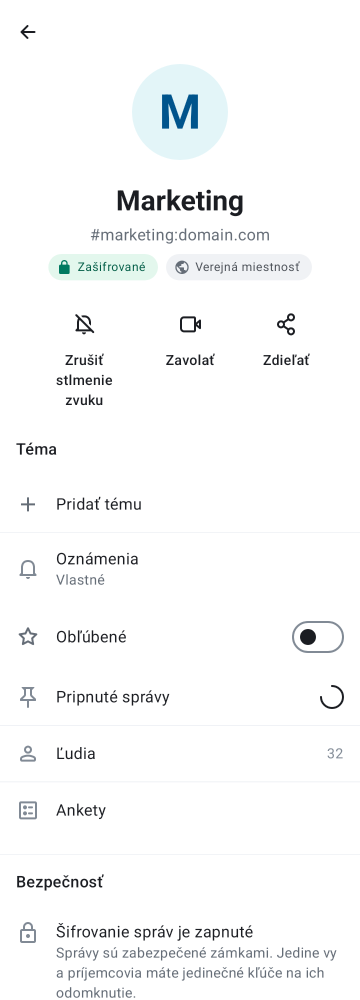 M
Marketing
#marketing:domain.com
Zašifrované
Verejná miestnosť
Zrušiť
stlmenie
zvuku
Zavolať
Zdieľať
Téma
Pridať tému
Oznámenia
Vlastné
Obľúbené
Pripnuté správy
Ľudia
32
Ankety
Bezpečnosť
Šifrovanie správ je zapnuté
Správy sú zabezpečené zámkami. Jedine vy
a príjemcovia máte jedinečné kľúče na ich
odomknutie.